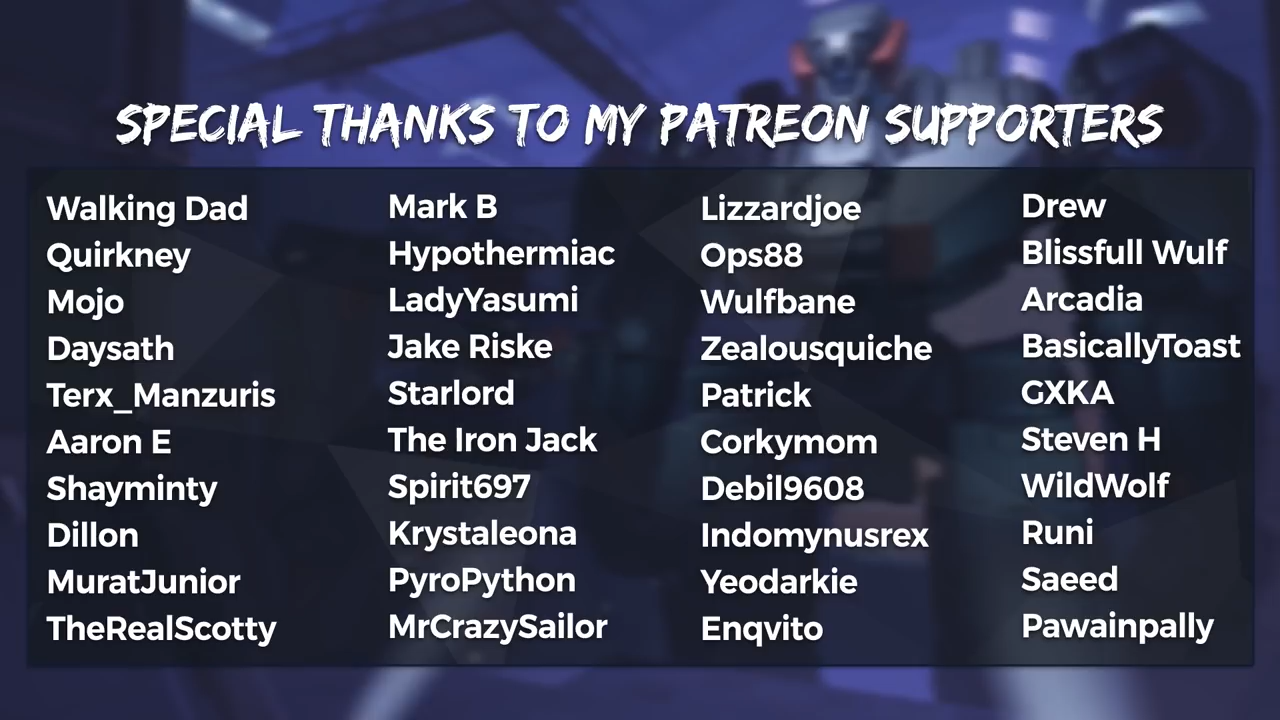 SPECIAL THANKS TO MY PATREON SUPPORTERS
Walking Dad
Quirkney
Mojo
Daysath
Terx_Manzuris
Aaron E
Shayminty
Dillon
MuratJunior
TheRealScotty
Mark B
Hypothermiac
LadyYasumi
Jake Riske
Starlord
The Iron Jack
Spirit697
Krystaleona
PyroPython
MrCrazySailor
Lizzardjoe
Ops88
Wulfbane
Zealousquiche
Patrick
Corkymom
Debil9608
Indomynusrex
Yeodarkie
Enqvito
Drew
Blissfull Wulf
Arcadia
BasicallyToast
GXKA
Steven H
WildWolf
Runi
Saeed
Pawainpally